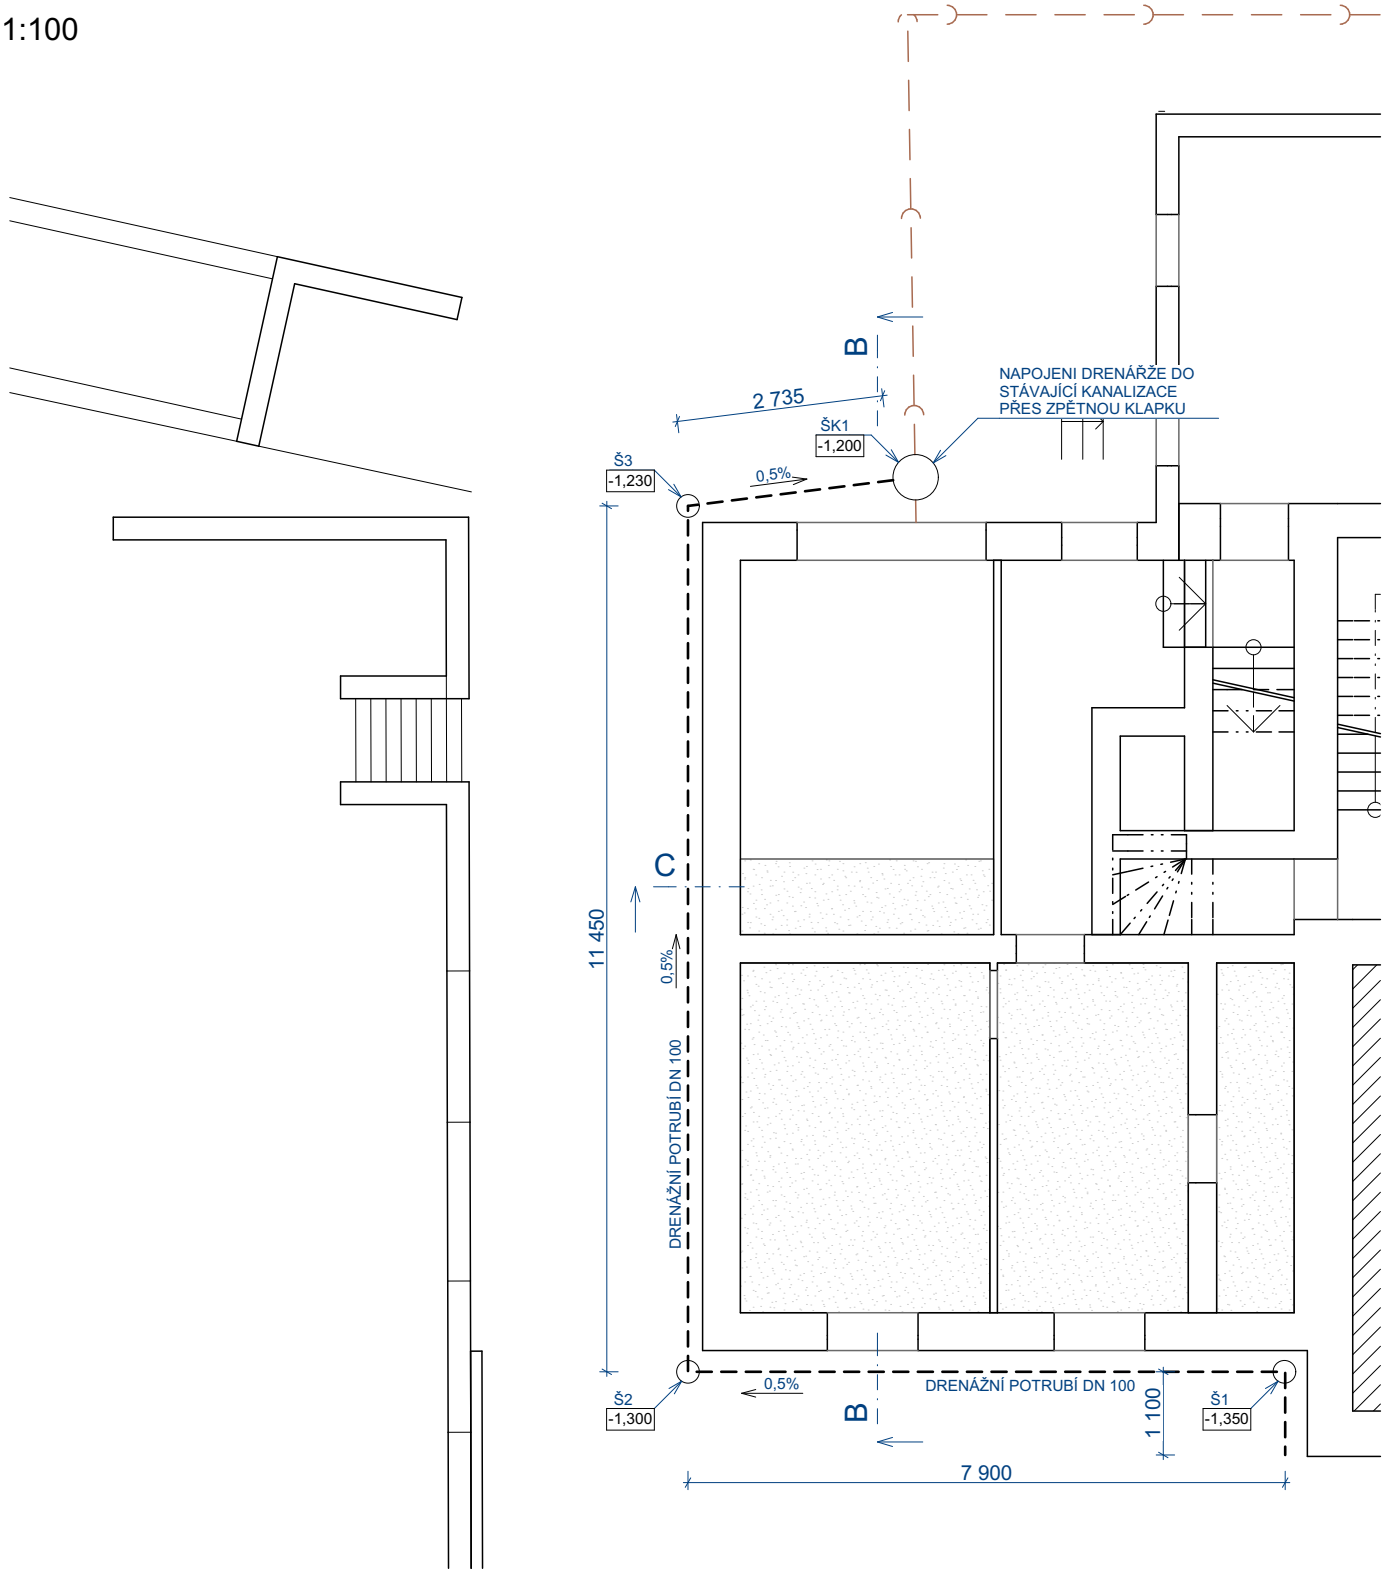 1:100
B
NAPOJENI DRENÁŘŽE DO
STÁVAJÍCÍ KANALIZACE
PŘES ZPĚTNOU KLAPKU
2 735
ŠK1
-1,200
Š3
-1,230
0,5%
C
11 450
0,5%
DRENÁŽNÍ POTRUBÍ DN 100
Š2
-1,300
0,5%
B
DRENÁŽNÍ POTRUBÍ DN 100
1 100
Š1
-1,350
7 900